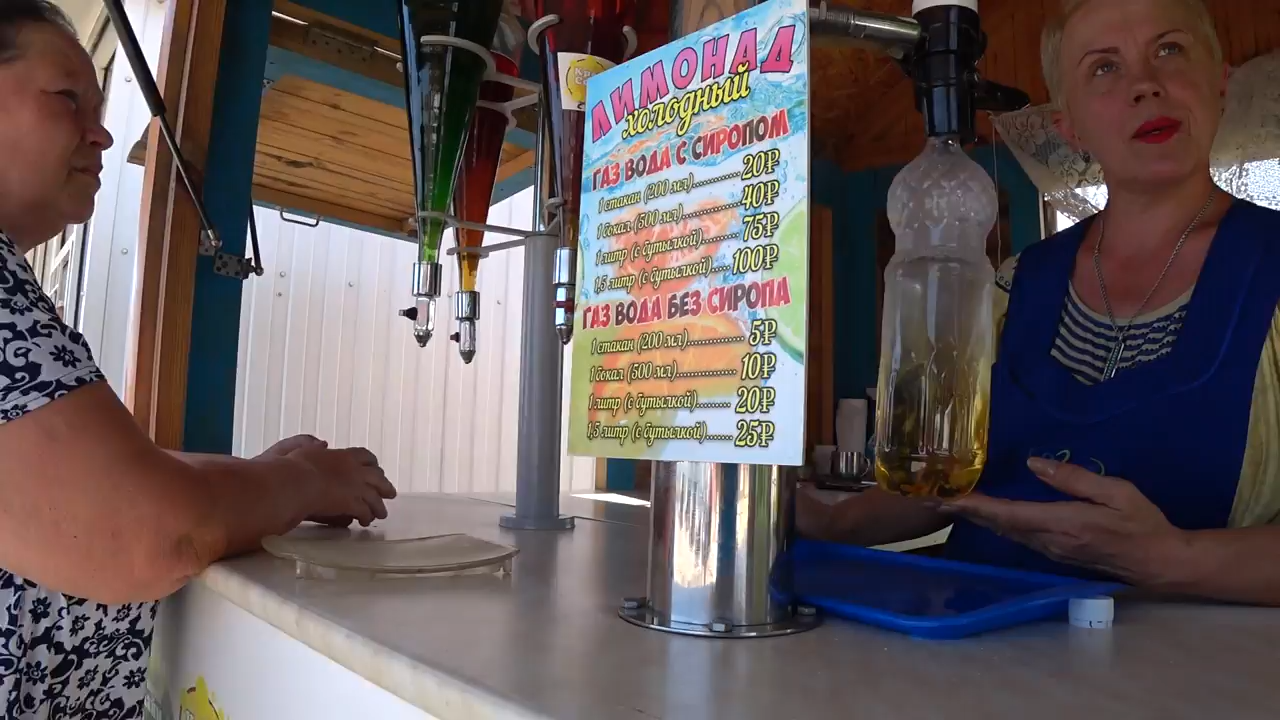 ЛИМОНАД
холодный
ГАЗ ВОДА С СИРОПОМ
1 стакан (200 мл)..........20₽
1 бокал (500 мл)..........40₽
1 литр (с бутылкой)......75₽
1,5 литр (с бутылкой)....100₽
ГАЗ ВОДА БЕЗ СИРОПА
1 стакан (200 мл)............5₽
1 бокал (500 мл).............10₽
1 литр (с бутылкой).........20₽
1,5 литр (с бутылкой).......25₽